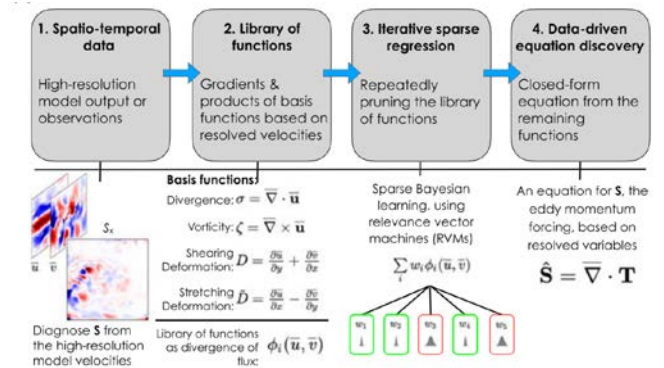 1. Spatio-temporal
data
High-resolution
model output or
observations
2. Library of
functions
Gradients &
products of basis
functions based on
resolved velocities
3. Iterative sparse
regression
Repeatedly
pruning the library
of functions
4. Data-driven
equation discovery
Closed-form
equation from the
remaining
functions
Sₓ
ū v̄
Diagnose S from
the high-resolution
model velocities
Basis functions:
Divergence: σ = ∇̅ · ū
Vorticity: ζ = ∇̅ × ū
Shearing
Deformation: D = ∂ū/∂y + ∂v̄/∂x
Stretching
Deformation: D̃ = ∂ū/∂x − ∂v̄/∂y
Library of functions
as divergence of
flux: ϕᵢ(ū, v̄)
Sparse Bayesian
learning, using
relevance vector
machines (RVMs)
∑ᵢ wᵢϕᵢ(ū, v̄)
w₁ w₂ w₃ w₄ w₅
An equation for S, the
eddy momentum
forcing, based on
resolved variables
Ŝ = ∇̅ · T